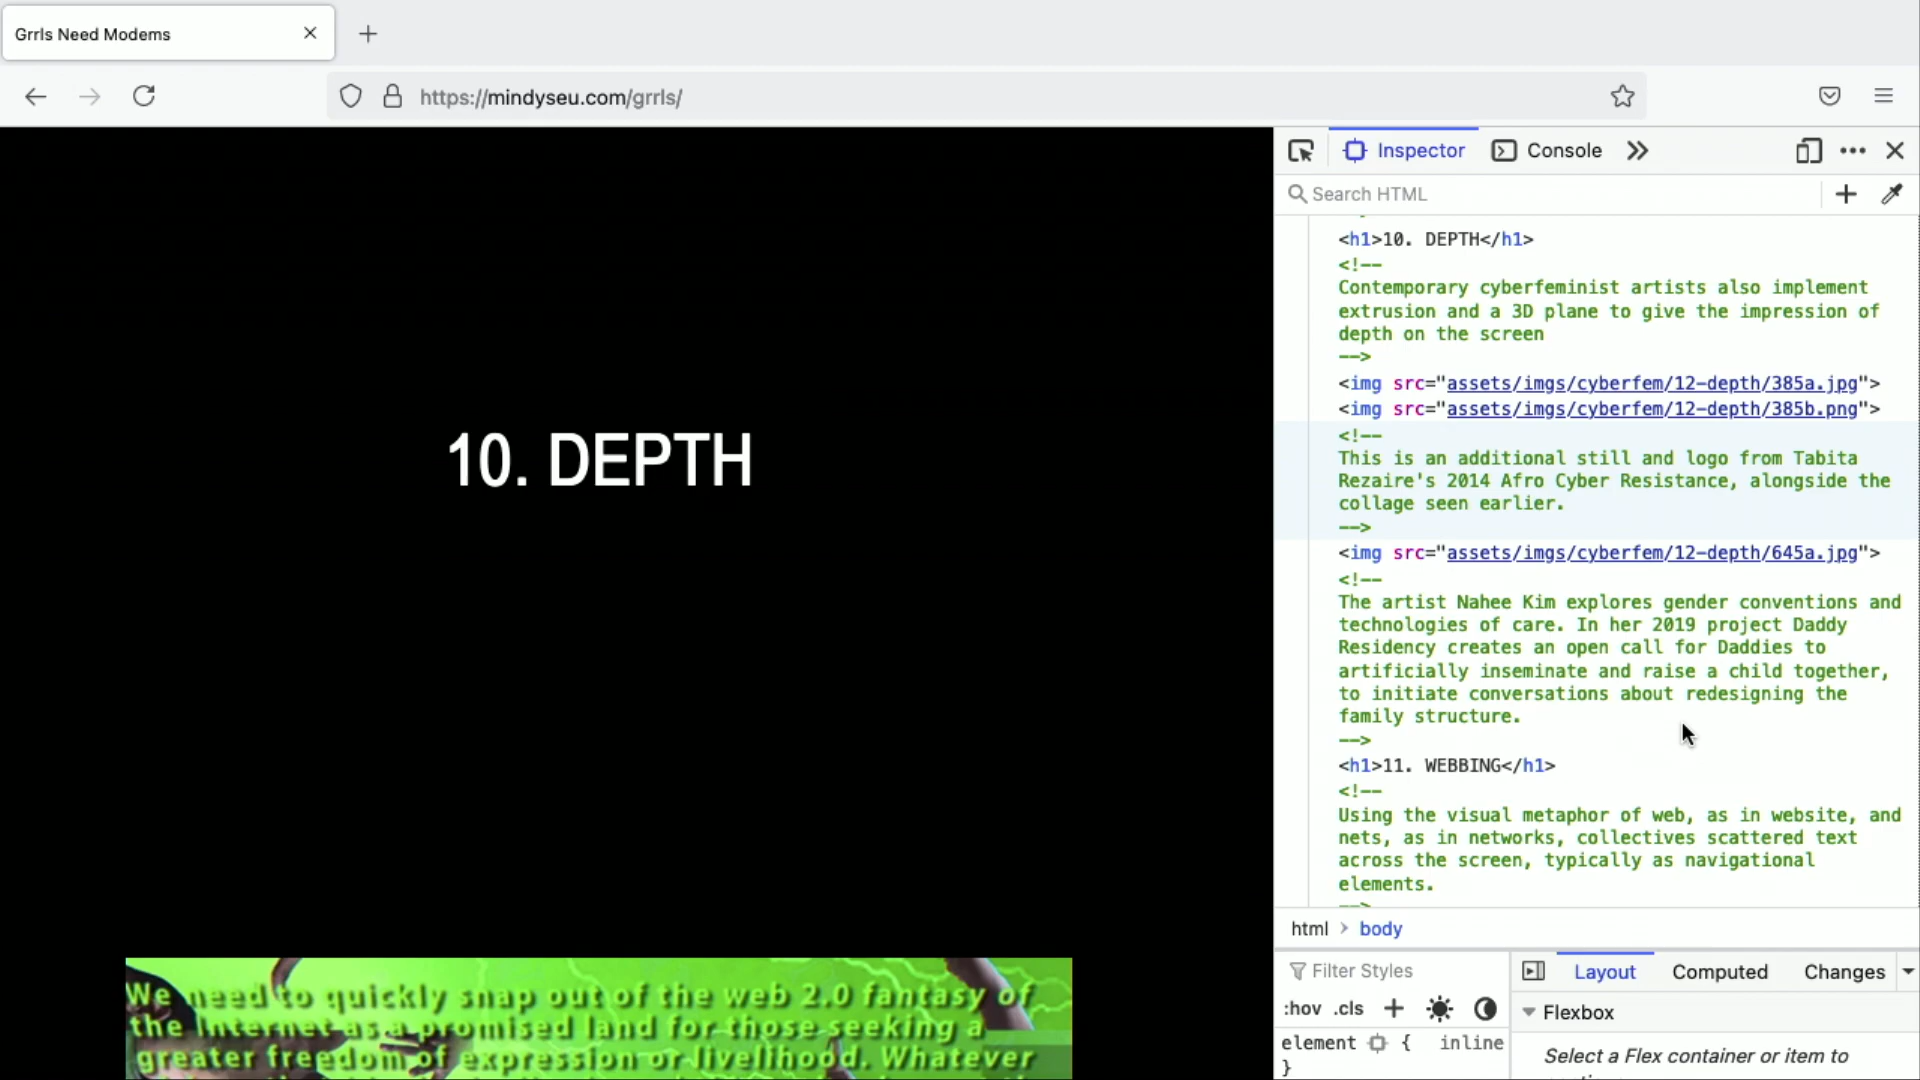 Grrls Need Modems
https://mindyseu.com/grrls/
Inspector
Console
Search HTML
10. DEPTH
We need to quickly snap out of the web 2.0 fantasy of
the Internet as a promised land for those seeking a
greater freedom of expression or livelihood. Whatever
<h1>10. DEPTH</h1>
<!--
Contemporary cyberfeminist artists also implement
extrusion and a 3D plane to give the impression of
depth on the screen
-->
<img src="assets/imgs/cyberfem/12-depth/385a.jpg">
<img src="assets/imgs/cyberfem/12-depth/385b.png">
<!--
This is an additional still and logo from Tabita
Rezaire's 2014 Afro Cyber Resistance, alongside the
collage seen earlier.
-->
<img src="assets/imgs/cyberfem/12-depth/645a.jpg">
<!--
The artist Nahee Kim explores gender conventions and
technologies of care. In her 2019 project Daddy
Residency creates an open call for Daddies to
artificially inseminate and raise a child together,
to initiate conversations about redesigning the
family structure.
-->
<h1>11. WEBBING</h1>
<!--
Using the visual metaphor of web, as in website, and
nets, as in networks, collectives scattered text
across the screen, typically as navigational
elements.
-->
html > body
Filter Styles
:hov .cls
element { inline
}
Layout
Computed
Changes
Flexbox
Select a Flex container or item to